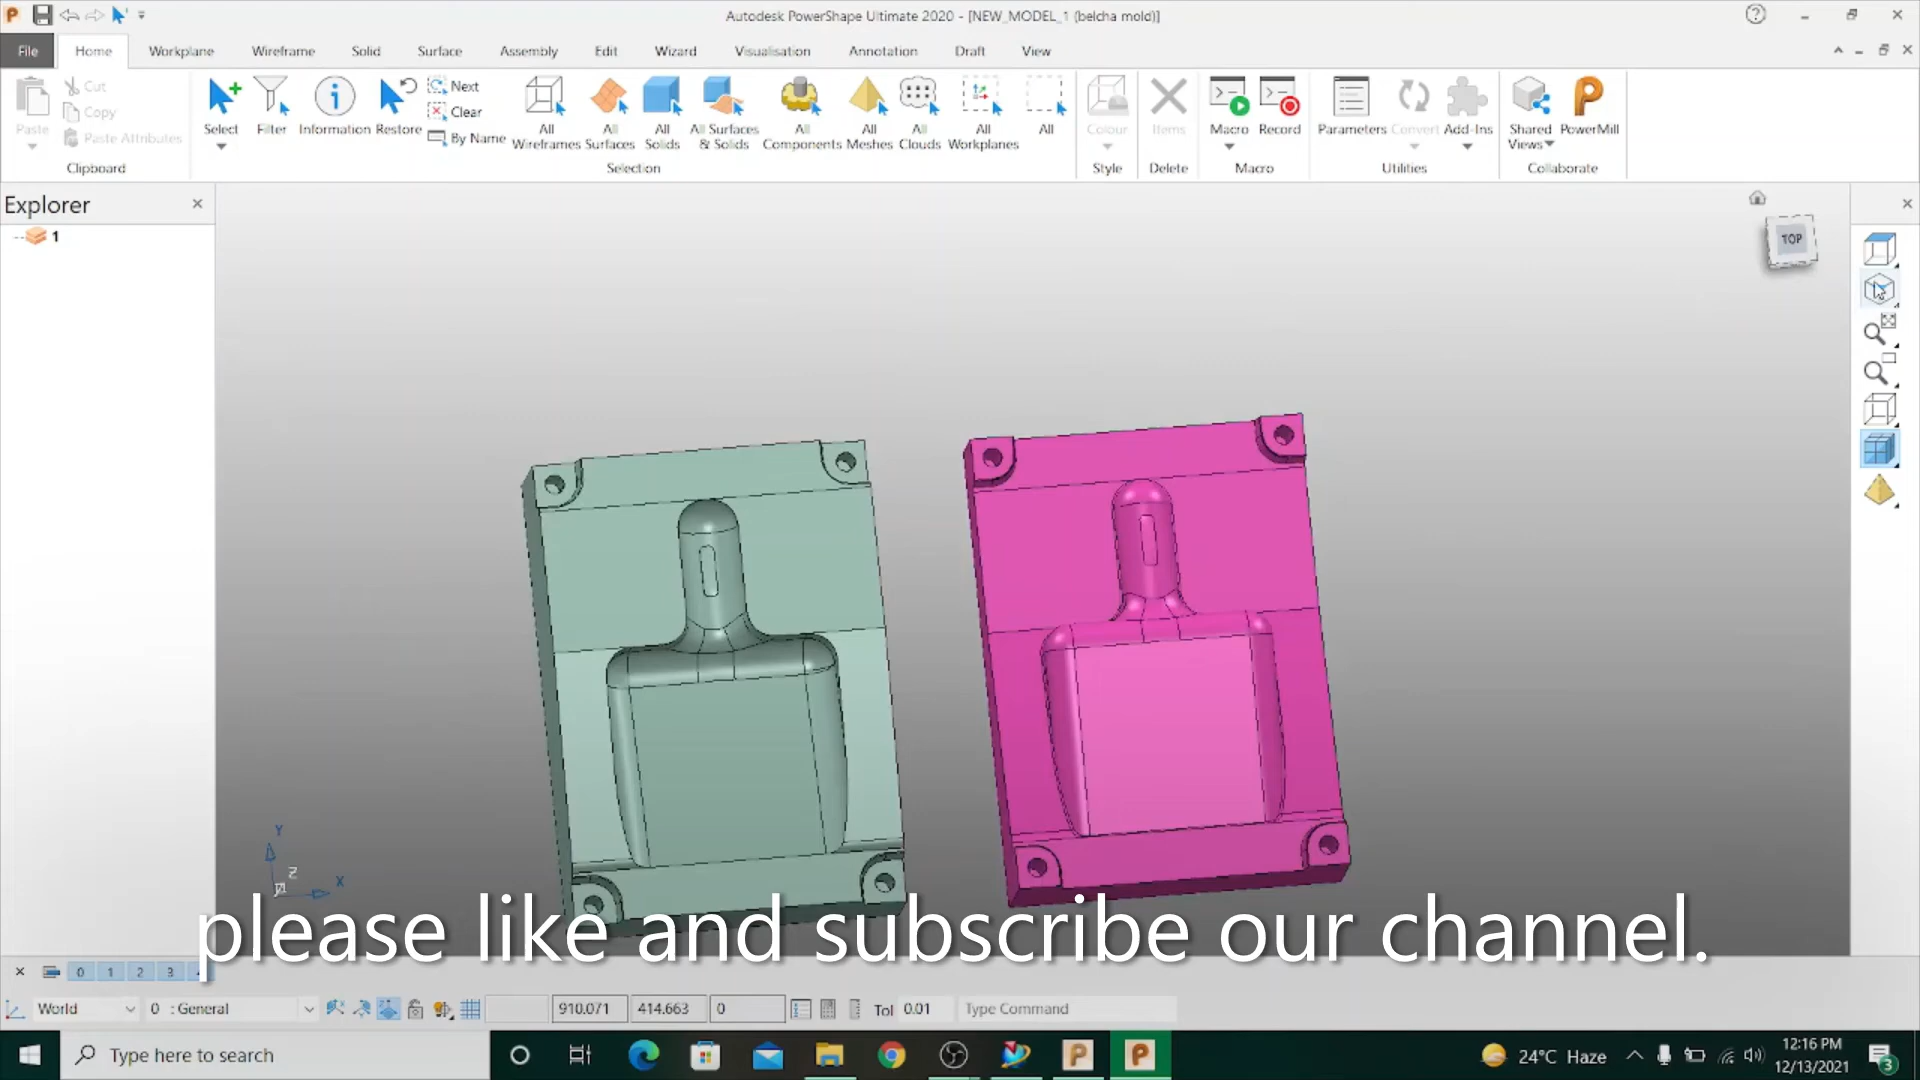 Autodesk PowerShape Ultimate 2020 - [NEW_MODEL_1 (belcha mold)]
File Home Workplane Wireframe Solid Surface Assembly Edit Wizard Visualisation Annotation Draft View
Paste
Cut
Copy
Paste Attributes
Clipboard
Select
Filter
Information
Restore
Next
Clear
By Name
All Wireframes
All Surfaces
All Solids
All Surfaces & Solids
All Components
All Meshes
All Clouds
All Workplanes
All
Selection
Colour
Style
Items
Delete
Macro
Record
Macro
Parameters
Convert
Add-Ins
Utilities
Shared Views
PowerMill
Collaborate
Explorer
1
TOP
Y
Z
X
please like and subscribe our channel.
0 1 2 3
World 0 : General 910.071 414.663 0 Tol 0.01 Type Command
Type here to search
24°C Haze
12:16 PM
12/13/2021
3